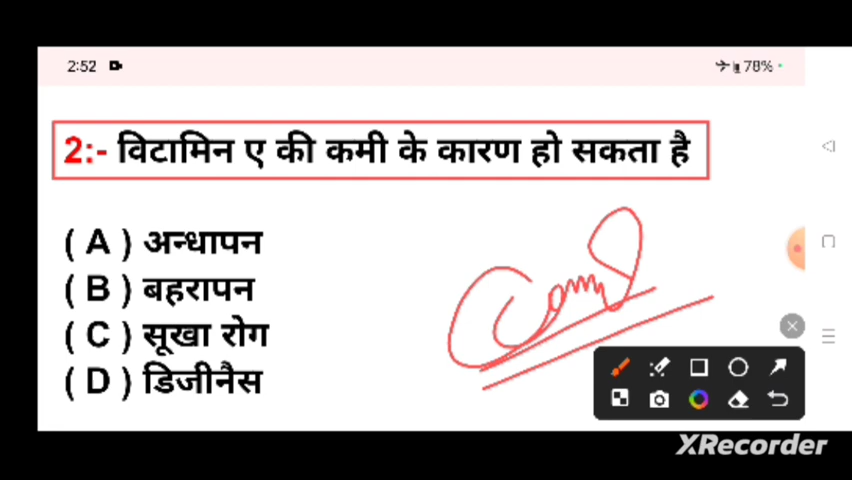 2:52
78%
2:- विटामिन ए की कमी के कारण हो सकता है
( A ) अन्धापन
( B ) बहरापन
( C ) सूखा रोग
( D ) डिजीनैस
XRecorder